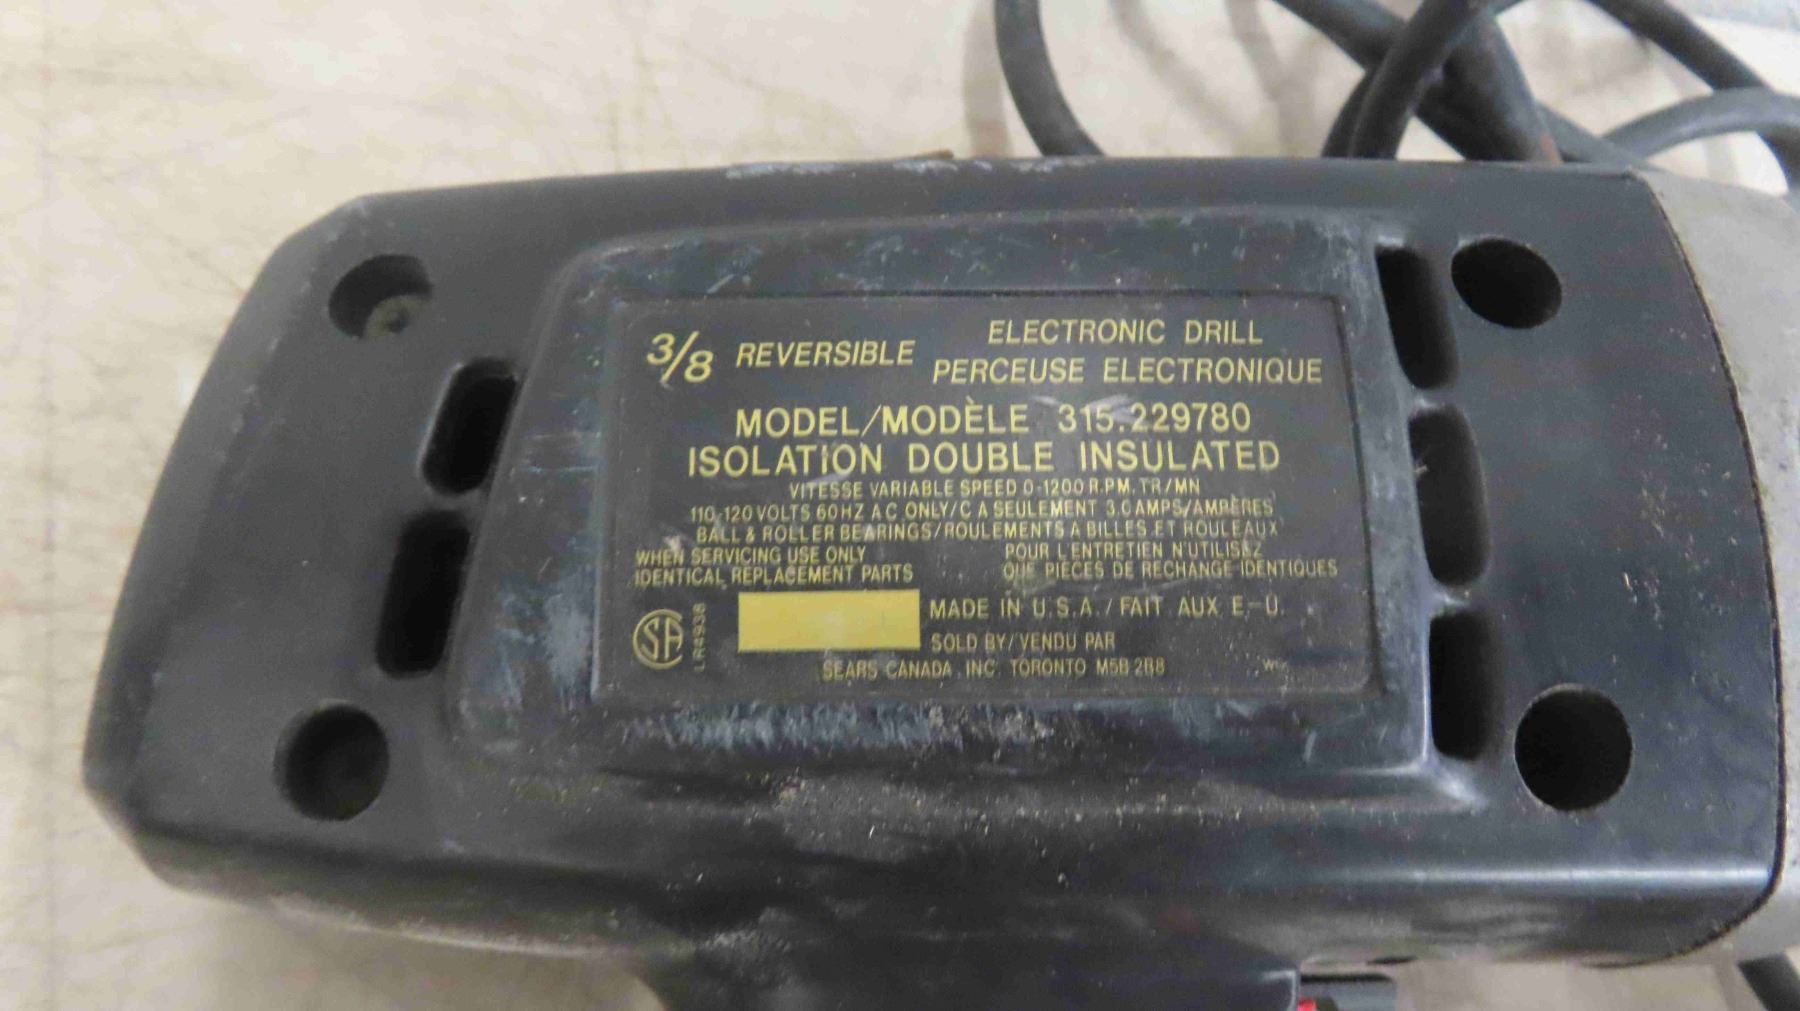 3/8 REVERSIBLE
ELECTRONIC DRILL
PERCEUSE ELECTRONIQUE
MODEL/MODÈLE 315.229780
ISOLATION DOUBLE INSULATED
VITESSE VARIABLE SPEED 0-1200 R.P.M. TR/MN
110-120 VOLTS 60HZ A C ONLY/C A SEULEMENT 3.0 AMPS/AMPÈRES
BALL & ROLLER BEARINGS/ROULEMENTS A BILLES ET ROULEAUX
WHEN SERVICING USE ONLY
IDENTICAL REPLACEMENT PARTS
POUR L'ENTRETIEN N'UTILISEZ
QUE PIECES DE RECHANGE IDENTIQUES
LR4938
MADE IN U.S.A. / FAIT AUX E.-U.
SOLD BY/VENDU PAR
SEARS CANADA, INC. TORONTO M5B 2B8